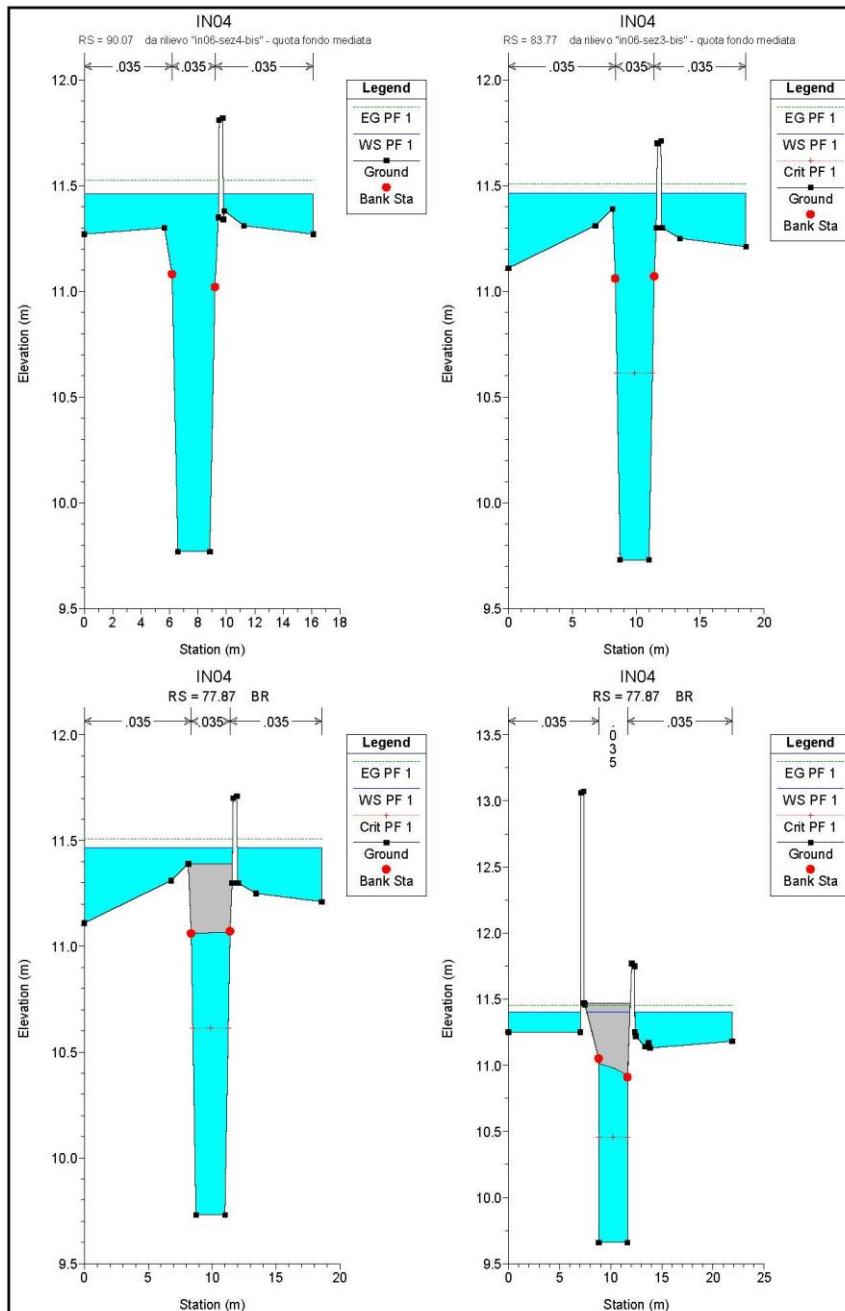 IN04
RS = 90.07 da rilievo "in06-sez4-bis" - quota fondo mediata
.035 .035 .035
12.0
11.5
11.0
10.5
10.0
9.5
Elevation (m)
0 2 4 6 8 10 12 14 16 18
Station (m)
Legend
EG PF 1
WS PF 1
Ground
Bank Sta
IN04
RS = 83.77 da rilievo "in06-sez3-bis" - quota fondo mediata
.035 .035 .035
12.0
11.5
11.0
10.5
10.0
9.5
Elevation (m)
0 5 10 15 20
Station (m)
Legend
EG PF 1
WS PF 1
Crit PF 1
Ground
Bank Sta
IN04
RS = 77.87 BR
.035 .035 .035
12.0
11.5
11.0
10.5
10.0
9.5
Elevation (m)
0 5 10 15 20
Station (m)
Legend
EG PF 1
WS PF 1
Crit PF 1
Ground
Bank Sta
IN04
RS = 77.87 BR
.035 .035 .035
13.5
13.0
12.5
12.0
11.5
11.0
10.5
10.0
9.5
Elevation (m)
0 5 10 15 20 25
Station (m)
Legend
EG PF 1
WS PF 1
Crit PF 1
Ground
Bank Sta